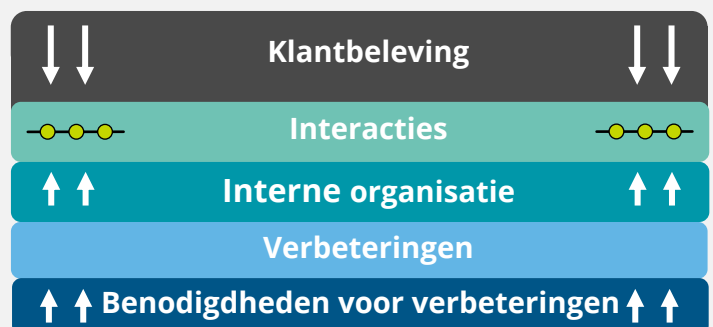 Klantbeleving
Interacties
Interne organisatie
Verbeteringen
Benodigdheden voor verbeteringen